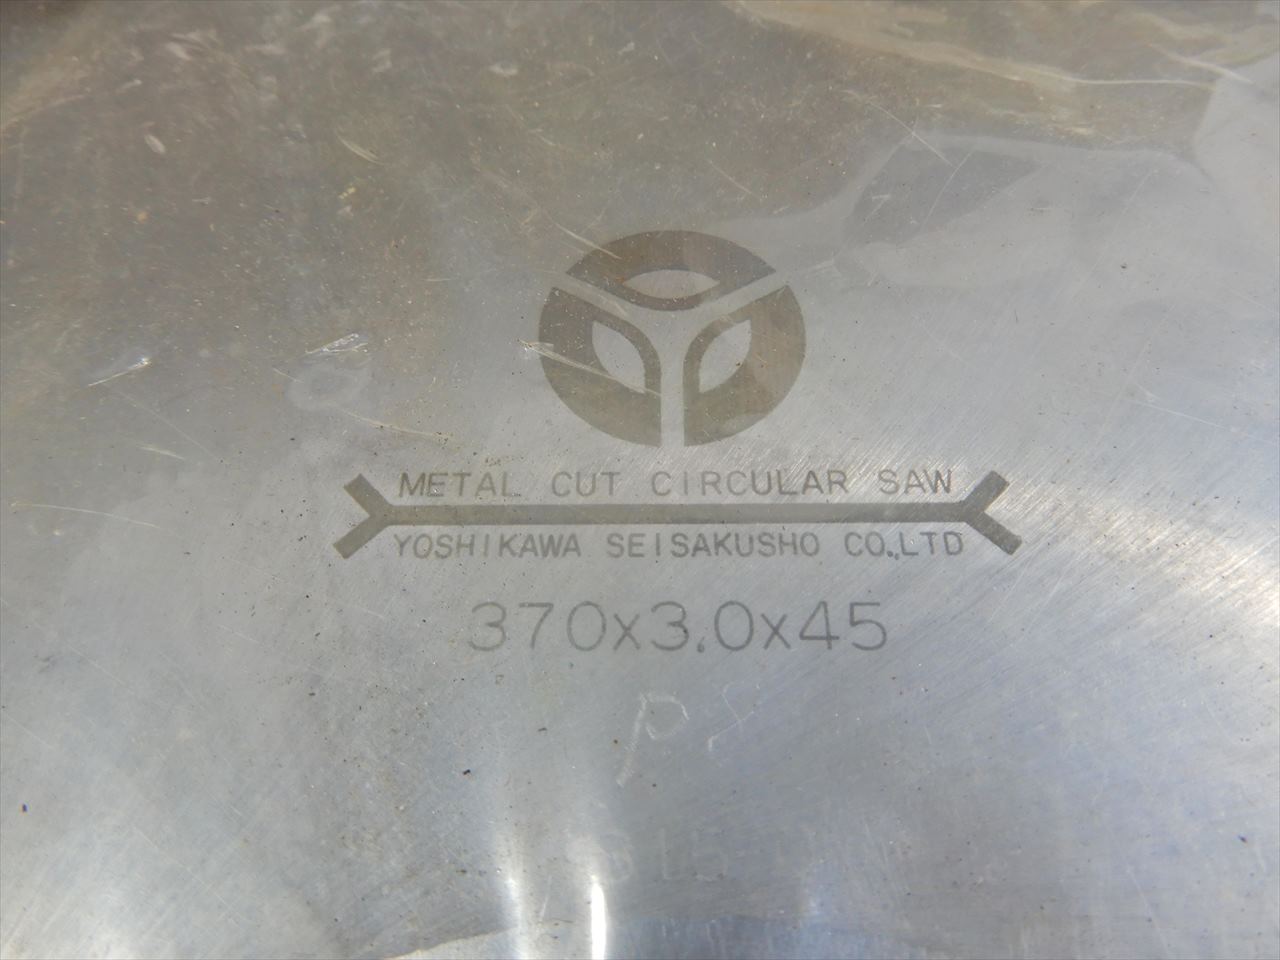 METAL CUT CIRCULAR SAW
YOSHIKAWA SEISAKUSHO CO.,LTD
370x3.0x45